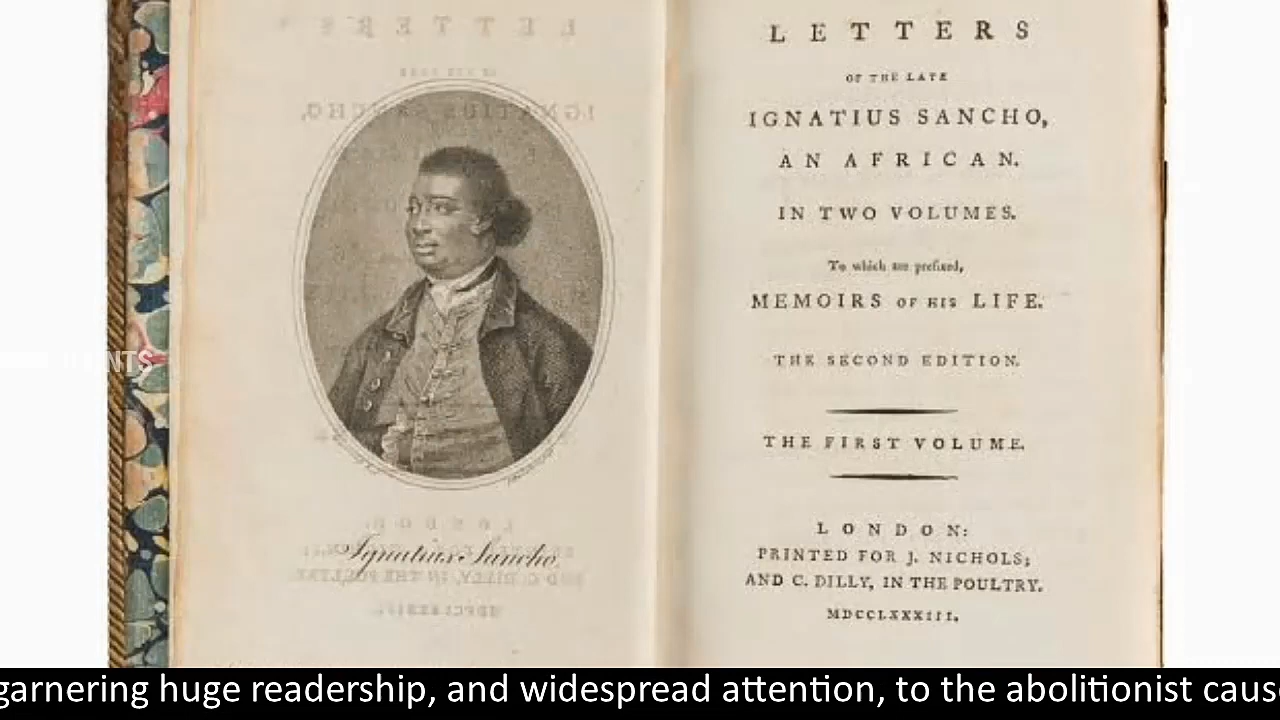 LETTERS
OF THE LATE
IGNATIUS SANCHO,
AN AFRICAN.
IN TWO VOLUMES.
To which are prefixed,
MEMOIRS OF HIS LIFE.
THE SECOND EDITION.
THE FIRST VOLUME.
LONDON:
PRINTED FOR J. NICHOLS;
AND C. DILLY, IN THE POULTRY.
MDCCLXXXIII.
Ignatius Sancho.
garnering huge readership, and widespread attention, to the abolitionist